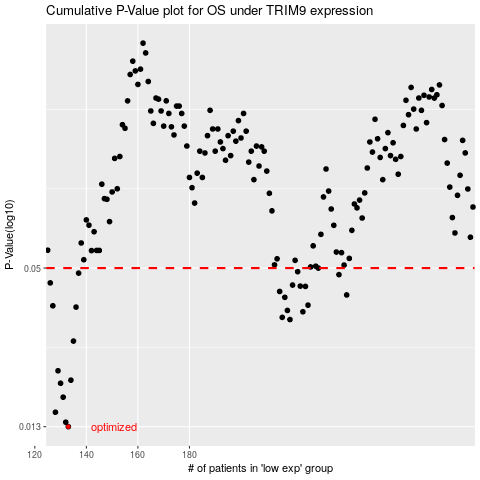 Cumulative P-Value plot for OS under TRIM9 expression
P-Value(log10)
0.05
0.013
optimized
120 140 160 180
# of patients in 'low exp' group